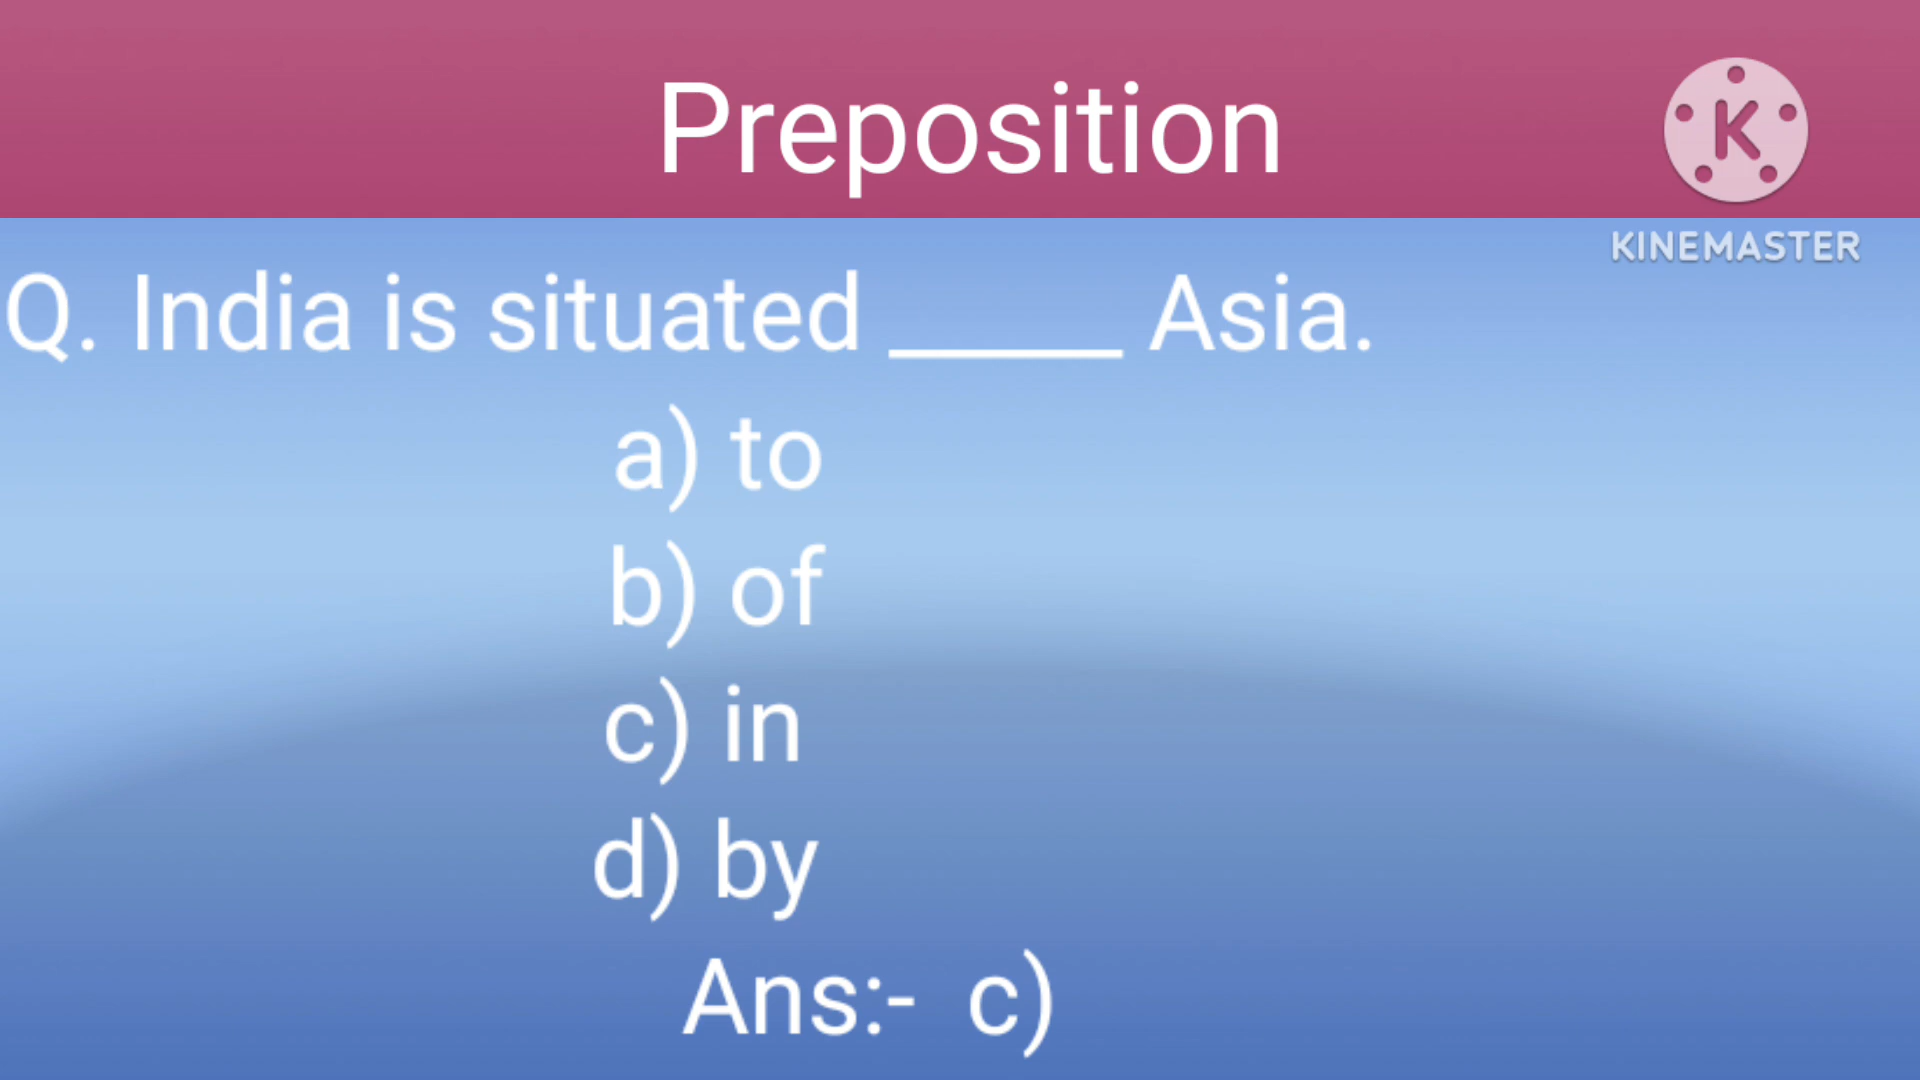 Preposition
K
KINEMASTER
Q. India is situated _____ Asia.
a) to
b) of
c) in
d) by
Ans:- c)